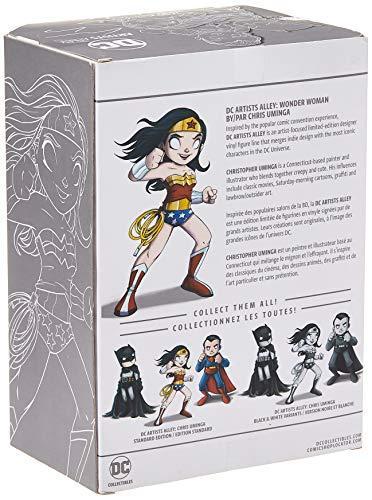 DC
ARTISTS ALLEY
DC ARTISTS ALLEY: WONDER WOMAN
BY/PAR CHRIS UMINGA
Inspired by the popular comic convention experience,
DC ARTISTS ALLEY is an artist-focused limited-edition designer
vinyl figure line that merges indie design with the most iconic
characters in the DC Universe.
CHRISTOPHER UMINGA is a Connecticut-based painter and
illustrator who blends together creepy and cute. His influences
include classic movies, Saturday-morning cartoons, graffiti and
lowbrow/outsider art.
Inspirée des populaires salons de la BD, la DC ARTISTS ALLEY
est une édition limitée de figurines en vinyle signées par de
grands artistes. Leurs créations sont originales, à l'image des
grands icônes de l'univers DC.
CHRISTOPHER UMINGA est un peintre et illustrateur basé au
Connecticut qui mélange le mignon et l'effrayant. Il s'inspire
des classiques du cinéma, des dessins animés, des graffiti et de
l'art particulier et sans prétention.
COLLECT THEM ALL!
COLLECTIONNEZ LES TOUTES!
DC ARTISTS ALLEY: CHRIS UMINGA
STANDARD EDITION / EDITION STANDARD
DC ARTISTS ALLEY: CHRIS UMINGA
BLACK & WHITE VARIANTS / VERSION NOIRE ET BLANCHE
DC
COLLECTIBLES
DCCOLLECTIBLES.COM
COMICSHOPLOCATOR.COM